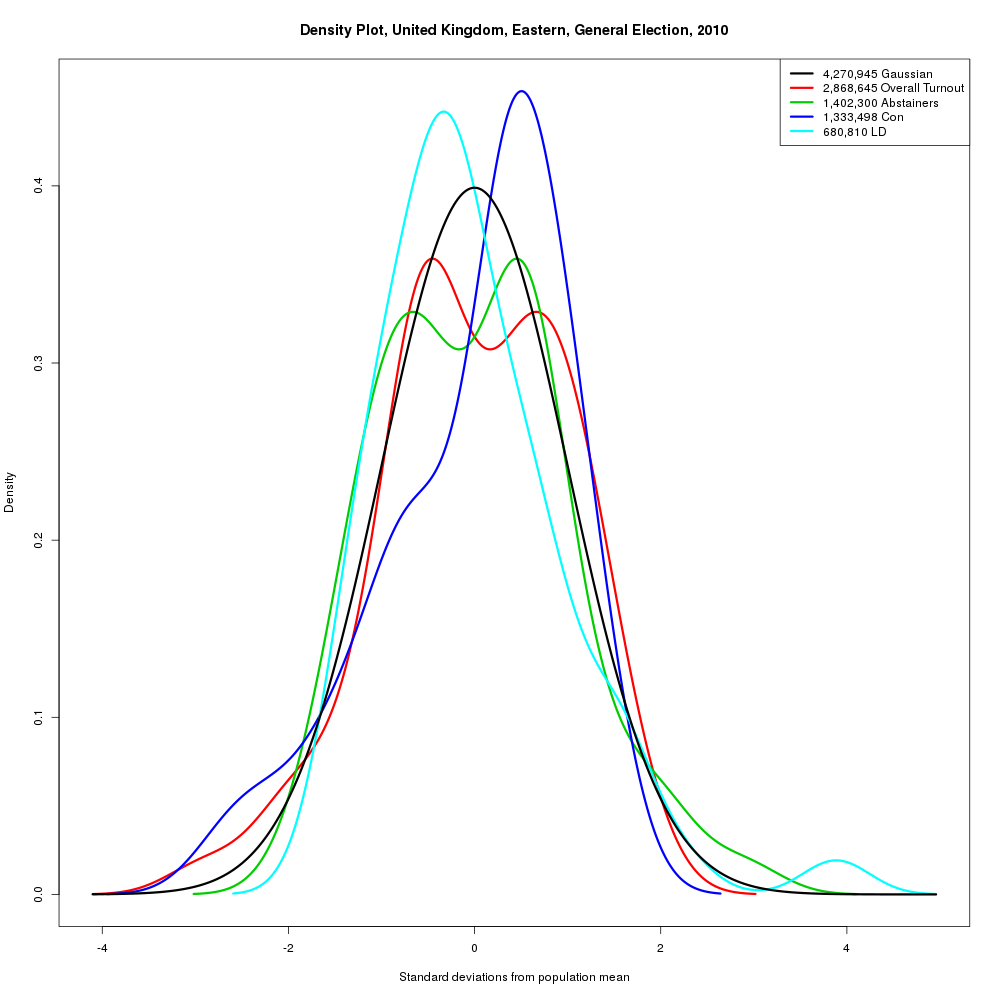 Density Plot, United Kingdom, Eastern, General Election, 2010
4,270,945 Gaussian
2,868,645 Overall Turnout
1,402,300 Abstainers
1,333,498 Con
680,810 LD
Density
0.4
0.3
0.2
0.1
0.0
-4 -2 0 2 4
Standard deviations from population mean